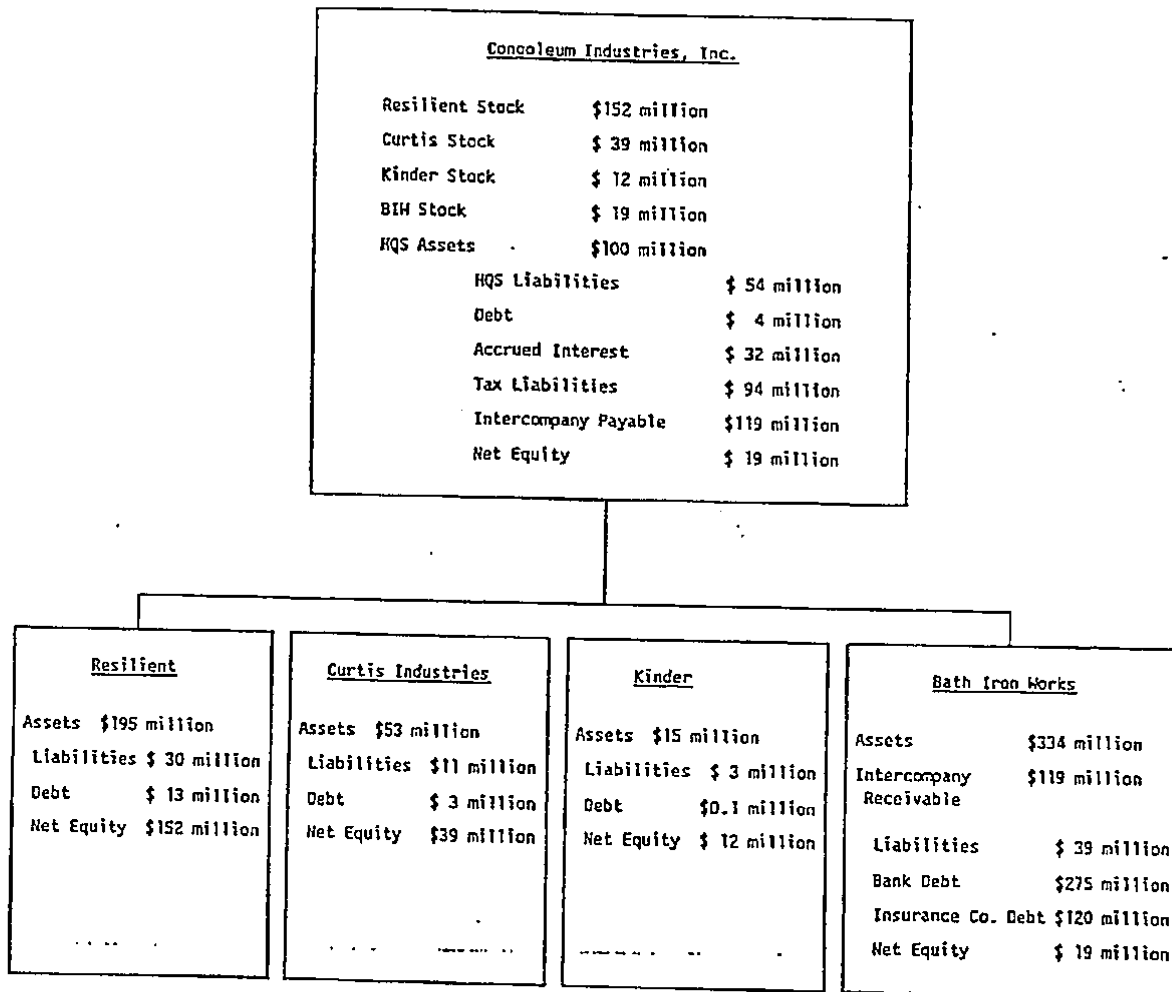 Congoleum Industries, Inc.
Resilient Stock $152 million
Curtis Stock $ 39 million
Kinder Stock $ 12 million
BIW Stock $ 19 million
HQS Assets $100 million
HQS Liabilities $ 54 million
Debt $ 4 million
Accrued Interest $ 32 million
Tax Liabilities $ 94 million
Intercompany Payable $119 million
Net Equity $ 19 million
Resilient
Assets $195 million
Liabilities $ 30 million
Debt $ 13 million
Net Equity $152 million
Curtis Industries
Assets $53 million
Liabilities $11 million
Debt $ 3 million
Net Equity $39 million
Kinder
Assets $15 million
Liabilities $ 3 million
Debt $0.1 million
Net Equity $ 12 million
Bath Iron Works
Assets $334 million
Intercompany $119 million
Receivable
Liabilities $ 39 million
Bank Debt $275 million
Insurance Co. Debt $120 million
Net Equity $ 19 million